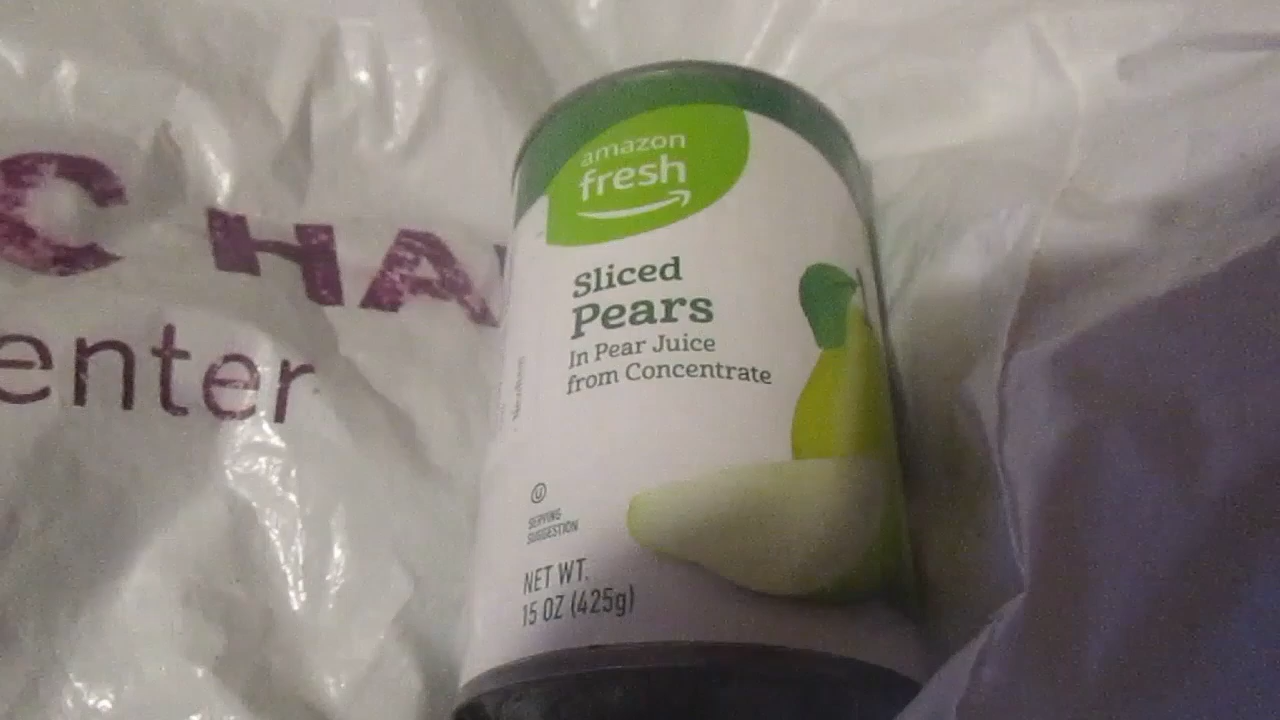 C HA
enter
amazon
fresh
Sliced
Pears
In Pear Juice
from Concentrate
U
SERVING
SUGGESTION
NET WT.
15 OZ (425g)